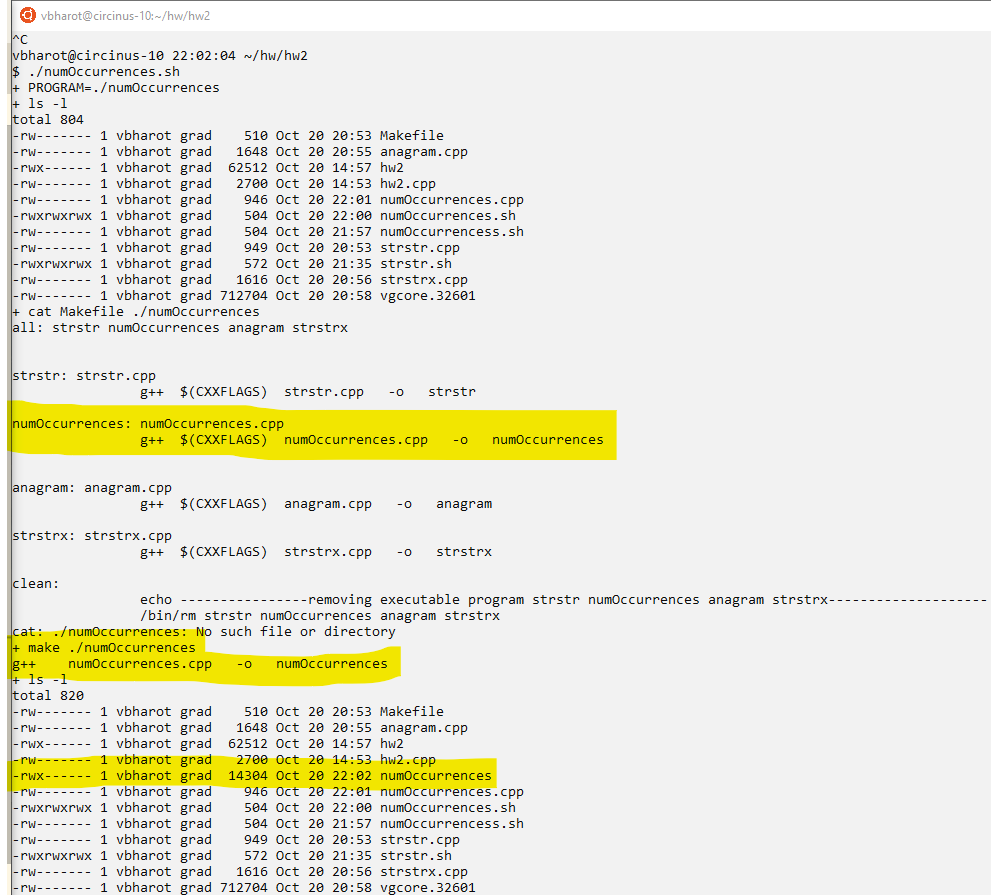 vbharot@circinus-10:~/hw/hw2
^C
vbharot@circinus-10 22:02:04 ~/hw/hw2
$ ./numOccurrences.sh
+ PROGRAM=./numOccurrences
+ ls -l
total 804
-rw------- 1 vbharot grad    510 Oct 20 20:53 Makefile
-rw------- 1 vbharot grad   1648 Oct 20 20:55 anagram.cpp
-rwx------ 1 vbharot grad  62512 Oct 20 14:57 hw2
-rw------- 1 vbharot grad   2700 Oct 20 14:53 hw2.cpp
-rw------- 1 vbharot grad    946 Oct 20 22:01 numOccurrences.cpp
-rwxrwxrwx 1 vbharot grad    504 Oct 20 22:00 numOccurrences.sh
-rw------- 1 vbharot grad    504 Oct 20 21:57 numOccurrencess.sh
-rw------- 1 vbharot grad    949 Oct 20 20:53 strstr.cpp
-rwxrwxrwx 1 vbharot grad    572 Oct 20 21:35 strstr.sh
-rw------- 1 vbharot grad   1616 Oct 20 20:56 strstrx.cpp
-rw------- 1 vbharot grad 712704 Oct 20 20:58 vgcore.32601
+ cat Makefile ./numOccurrences
all: strstr numOccurrences anagram strstrx
strstr: strstr.cpp
g++  $(CXXFLAGS)  strstr.cpp   -o   strstr
numOccurrences: numOccurrences.cpp
g++  $(CXXFLAGS)  numOccurrences.cpp   -o   numOccurrences
anagram: anagram.cpp
g++  $(CXXFLAGS)  anagram.cpp   -o   anagram
strstrx: strstrx.cpp
g++  $(CXXFLAGS)  strstrx.cpp   -o   strstrx
clean:
echo ----------------removing executable program strstr numOccurrences anagram strstrx--------------------
/bin/rm strstr numOccurrences anagram strstrx
cat: ./numOccurrences: No such file or directory
+ make ./numOccurrences
g++    numOccurrences.cpp   -o   numOccurrences
+ ls -l
total 820
-rw------- 1 vbharot grad    510 Oct 20 20:53 Makefile
-rw------- 1 vbharot grad   1648 Oct 20 20:55 anagram.cpp
-rwx------ 1 vbharot grad  62512 Oct 20 14:57 hw2
-rw------- 1 vbharot grad   2700 Oct 20 14:53 hw2.cpp
-rwx------ 1 vbharot grad  14304 Oct 20 22:02 numOccurrences
-rw------- 1 vbharot grad    946 Oct 20 22:01 numOccurrences.cpp
-rwxrwxrwx 1 vbharot grad    504 Oct 20 22:00 numOccurrences.sh
-rw------- 1 vbharot grad    504 Oct 20 21:57 numOccurrencess.sh
-rw------- 1 vbharot grad    949 Oct 20 20:53 strstr.cpp
-rwxrwxrwx 1 vbharot grad    572 Oct 20 21:35 strstr.sh
-rw------- 1 vbharot grad   1616 Oct 20 20:56 strstrx.cpp
-rw------- 1 vbharot grad 712704 Oct 20 20:58 vgcore.32601